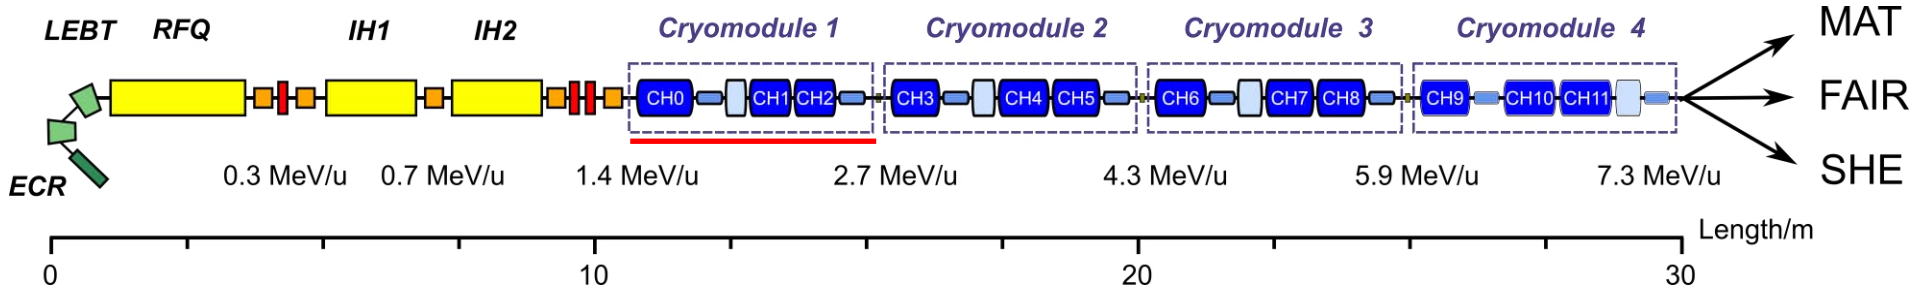 LEBT RFQ IH1 IH2 Cryomodule 1 Cryomodule 2 Cryomodule 3 Cryomodule 4 MAT
CH0 CH1 CH2 CH3 CH4 CH5 CH6 CH7 CH8 CH9 CH10 CH11 FAIR
ECR 0.3 MeV/u 0.7 MeV/u 1.4 MeV/u 2.7 MeV/u 4.3 MeV/u 5.9 MeV/u 7.3 MeV/u SHE
Length/m
0 10 20 30